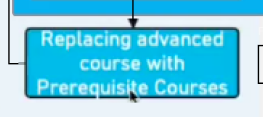 Replacing advanced
course with
Prerequisite Courses